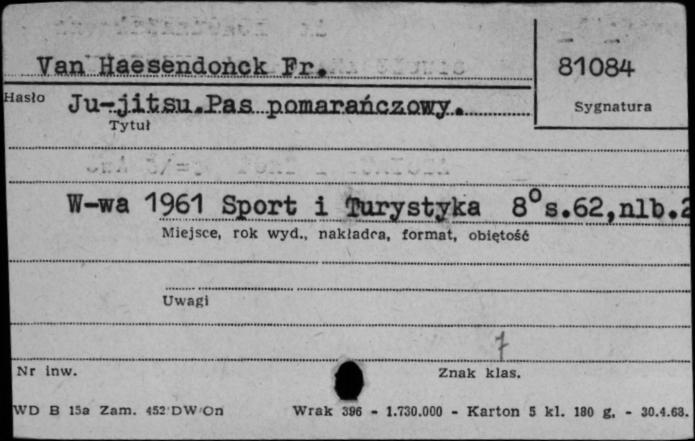 Van Haesendonck Fr.
81084
Hasło
Ju-jitsu.Pas pomarańczowy.
Sygnatura
Tytuł
W-wa 1961 Sport i Turystyka 8° s.62,nlb.2
Miejsce, rok wyd., nakładca, format, objętość
Uwagi
7
Nr inw.
Znak klas.
WD B 15a Zam. 452 DW/On
Wrak 396 - 1.730.000 - Karton 5 kl. 180 g. - 30.4.63.